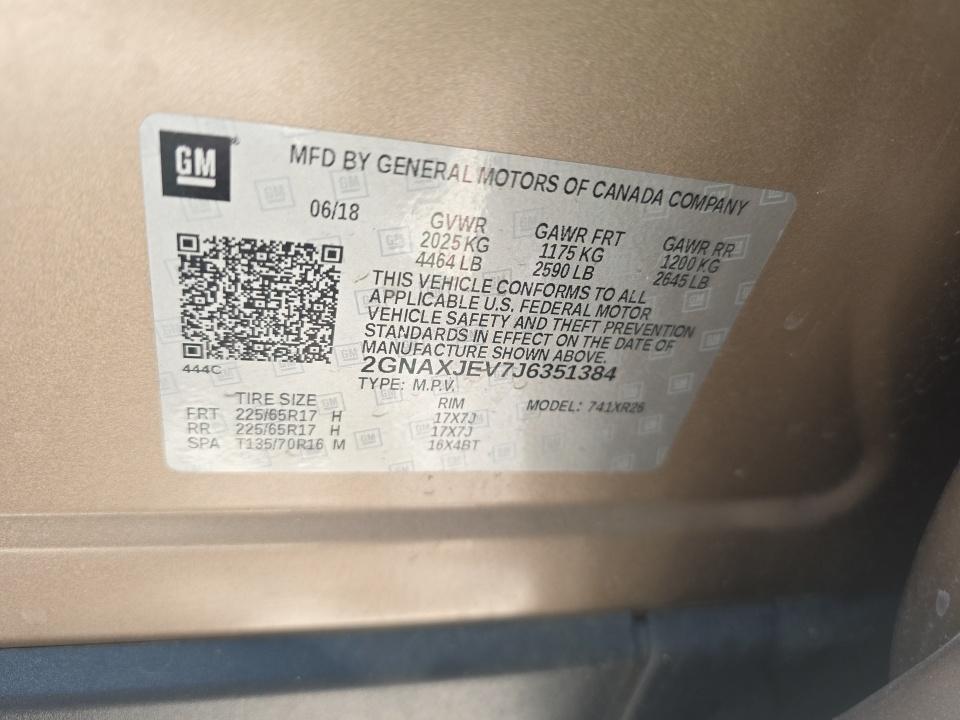 GM
MFD BY GENERAL MOTORS OF CANADA COMPANY
06/18
GVWR
2025 KG
4464 LB
GAWR FRT
1175 KG
2590 LB
GAWR RR
1200 KG
2645 LB
THIS VEHICLE CONFORMS TO ALL
APPLICABLE U.S. FEDERAL MOTOR
VEHICLE SAFETY AND THEFT PREVENTION
STANDARDS IN EFFECT ON THE DATE OF
MANUFACTURE SHOWN ABOVE.
2GNAXJEV7J6351384
TYPE: M.P.V.
444C
TIRE SIZE RIM MODEL: 741XR26
FRT 225/65R17 H 17X7J
RR 225/65R17 H 17X7J
SPA T135/70R16 M 16X4BT